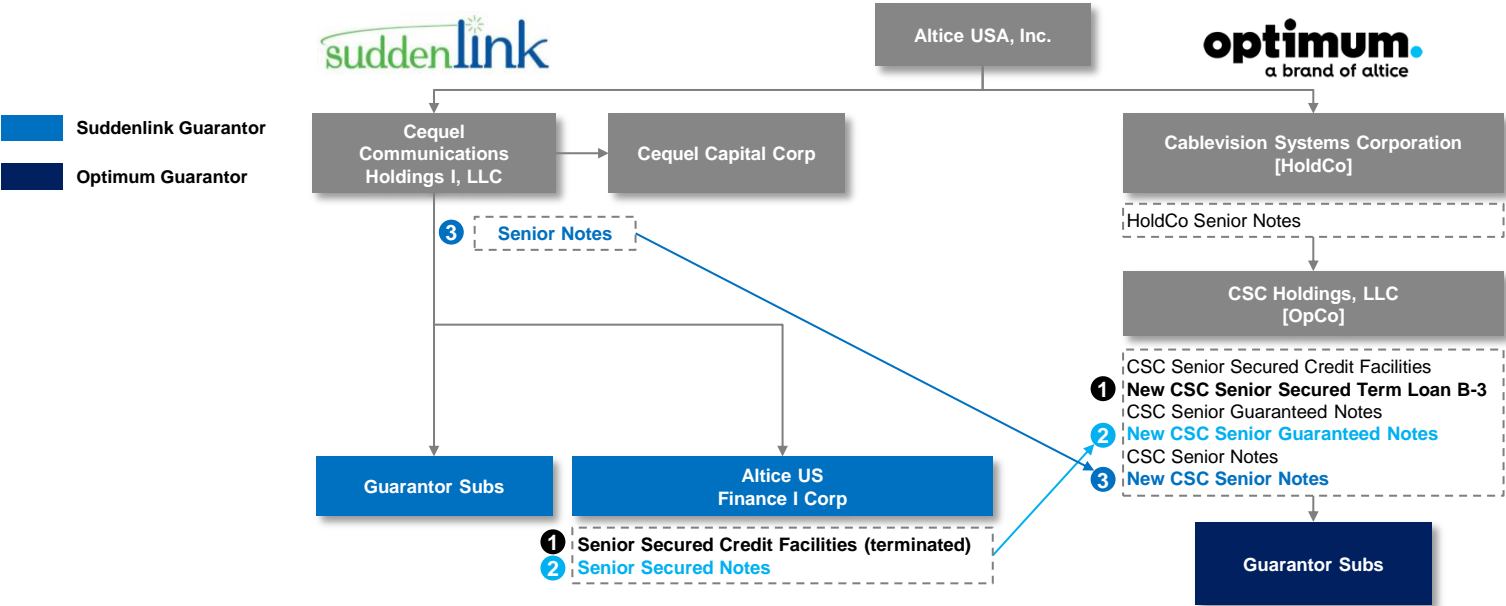 suddenlink
Altice USA, Inc.
optimum.
a brand of altice
Suddenlink Guarantor
Optimum Guarantor
Cequel
Communications
Holdings I, LLC
Cequel Capital Corp
Cablevision Systems Corporation
[HoldCo]
HoldCo Senior Notes
3 Senior Notes
CSC Holdings, LLC
[OpCo]
CSC Senior Secured Credit Facilities
1 New CSC Senior Secured Term Loan B-3
CSC Senior Guaranteed Notes
2 New CSC Senior Guaranteed Notes
CSC Senior Notes
3 New CSC Senior Notes
Guarantor Subs
Altice US
Finance I Corp
1 Senior Secured Credit Facilities (terminated)
2 Senior Secured Notes
Guarantor Subs